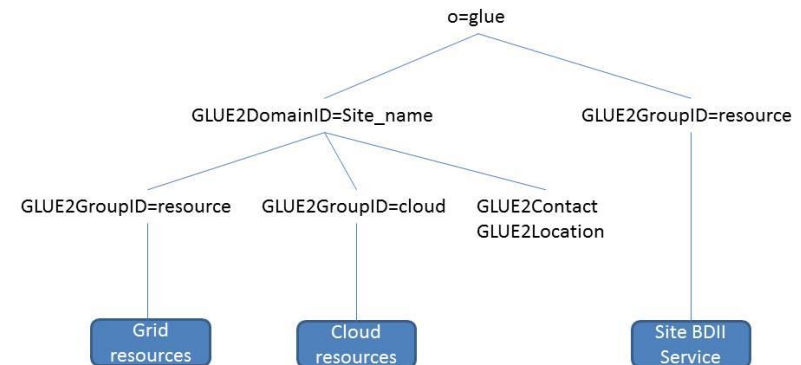 o=glue
GLUE2DomainID=Site_name
GLUE2GroupID=resource
GLUE2GroupID=resource
GLUE2GroupID=cloud
GLUE2Contact
GLUE2Location
Grid
resources
Cloud
resources
Site BDII
Service